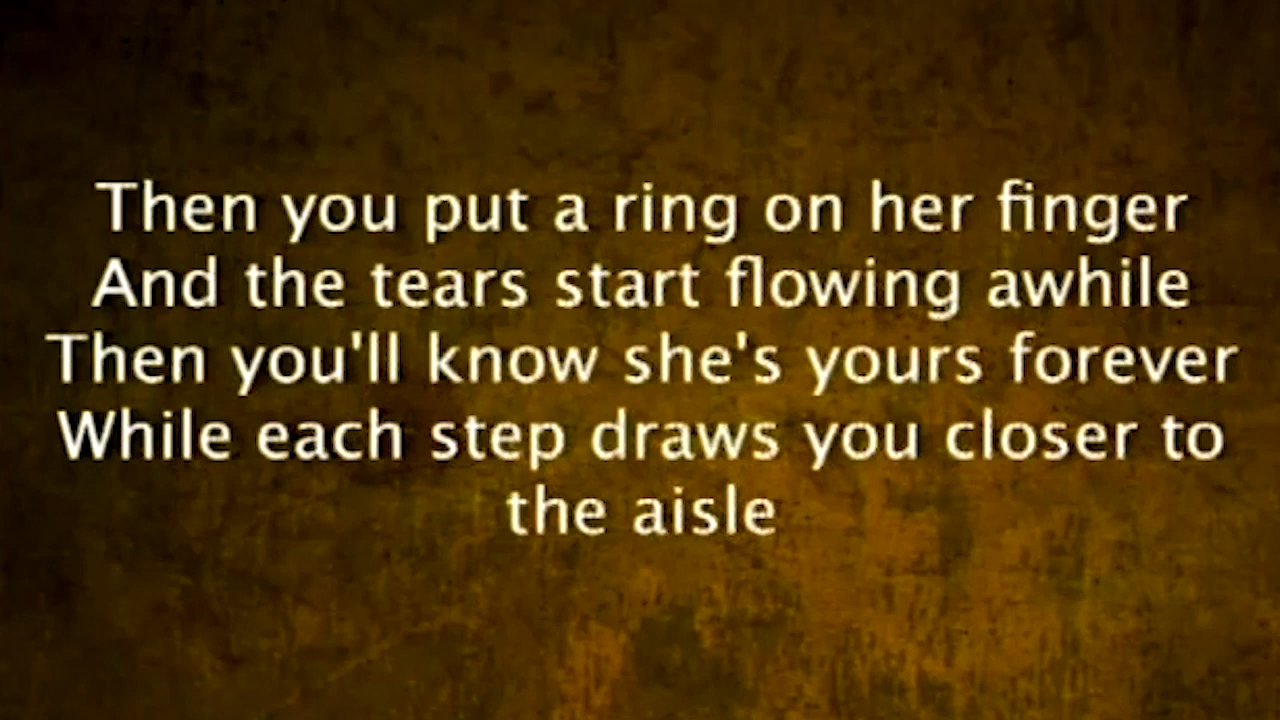 Then you put a ring on her finger
And the tears start flowing awhile
Then you'll know she's yours forever
While each step draws you closer to
the aisle